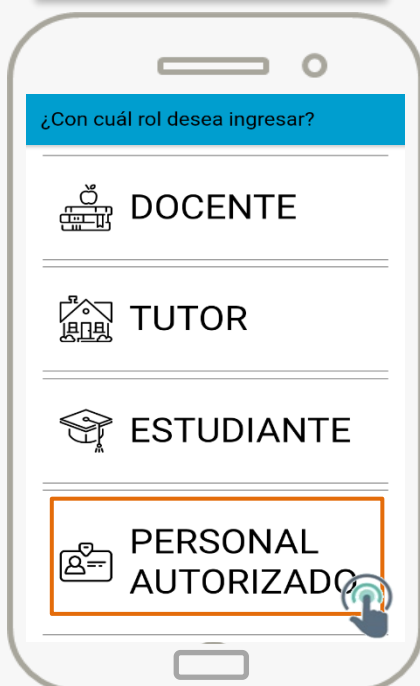 ¿Con cuál rol desea ingresar?
DOCENTE
TUTOR
ESTUDIANTE
PERSONAL
AUTORIZADO